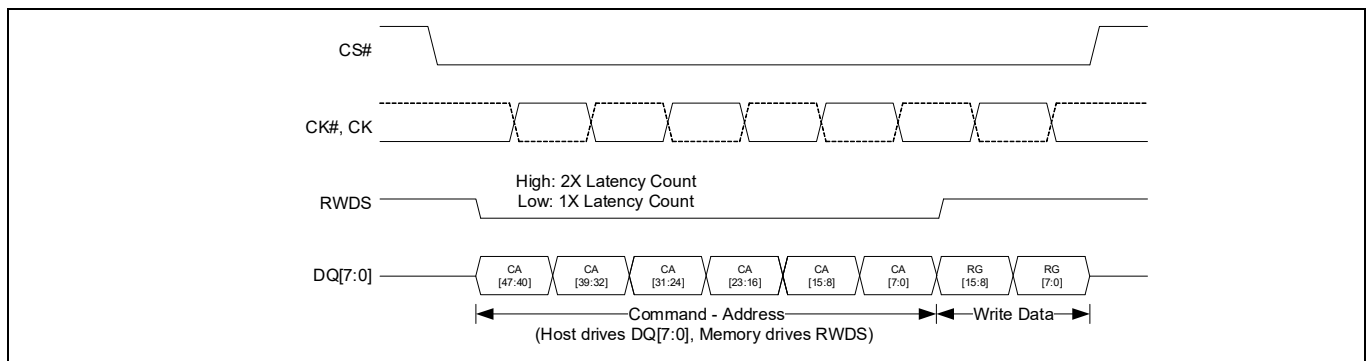 CS#
CK#, CK
High: 2X Latency Count
Low: 1X Latency Count
RWDS
DQ[7:0]
CA [47:40]
CA [39:32]
CA [31:24]
CA [23:16]
CA [15:8]
CA [7:0]
RG [15:8]
RG [7:0]
Command - Address
Write Data
(Host drives DQ[7:0], Memory drives RWDS)